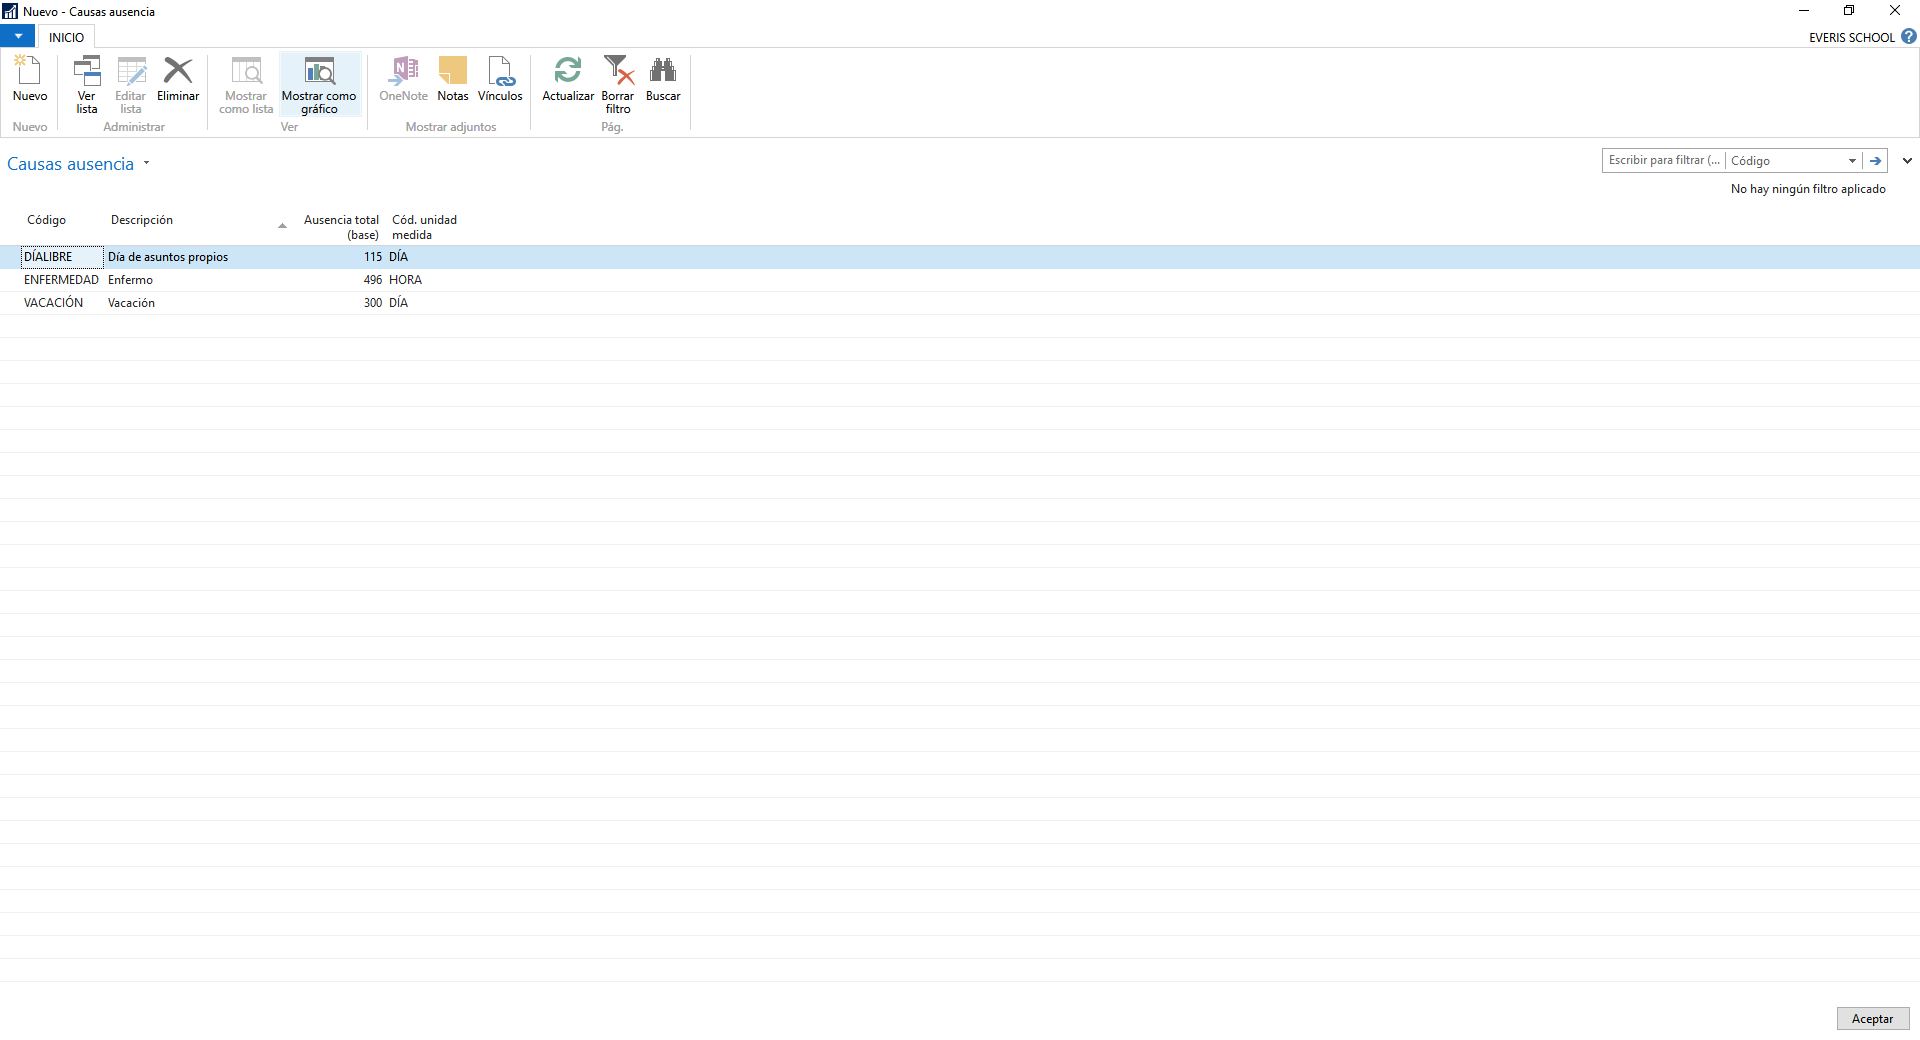 Nuevo - Causas ausencia
INICIO
EVERIS SCHOOL
?
Nuevo
Ver lista
Editar lista
Eliminar
Mostrar como lista
Mostrar como gráfico
OneNote
Notas
Vínculos
Actualizar
Borrar filtro
Buscar
Nuevo
Administrar
Ver
Mostrar adjuntos
Pág.
Causas ausencia
Escribir para filtrar (...
Código
No hay ningún filtro aplicado
Código Descripción Ausencia total (base) Cód. unidad medida
DÍALIBRE Día de asuntos propios 115 DÍA
ENFERMEDAD Enfermo 496 HORA
VACACIÓN Vacación 300 DÍA
Aceptar